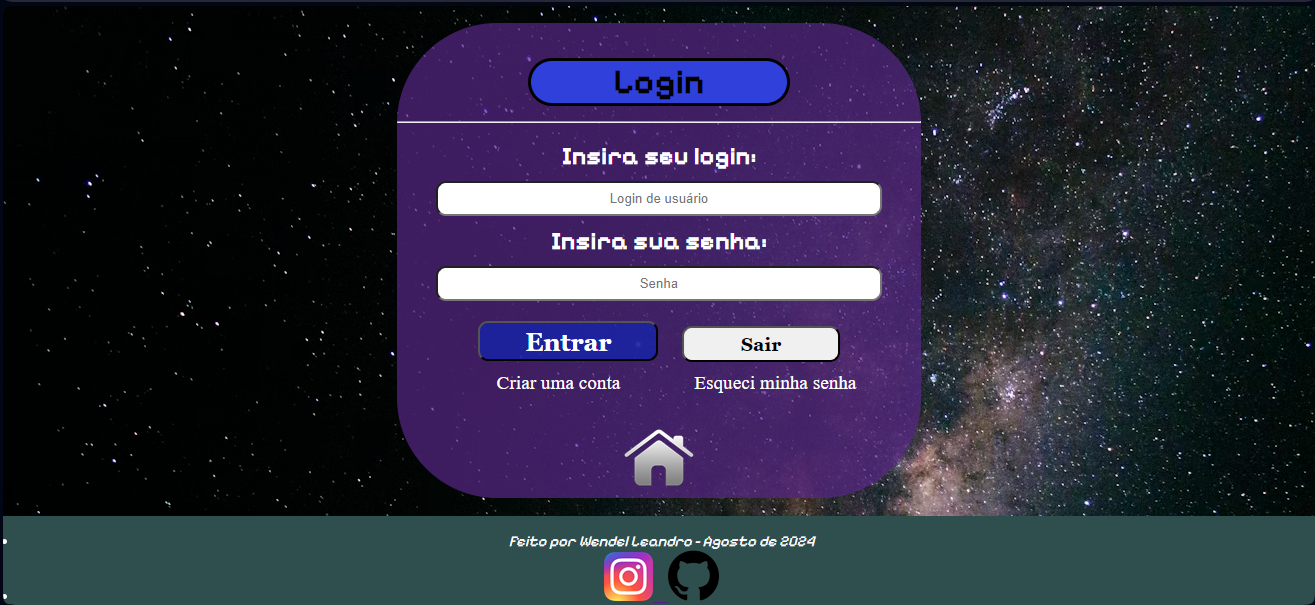 Login
Insira seu login:
Login de usuário
Insira sua senha:
Senha
Entrar Sair
Criar uma conta Esqueci minha senha
Feito por Wendel Leandro - Agosto de 2024